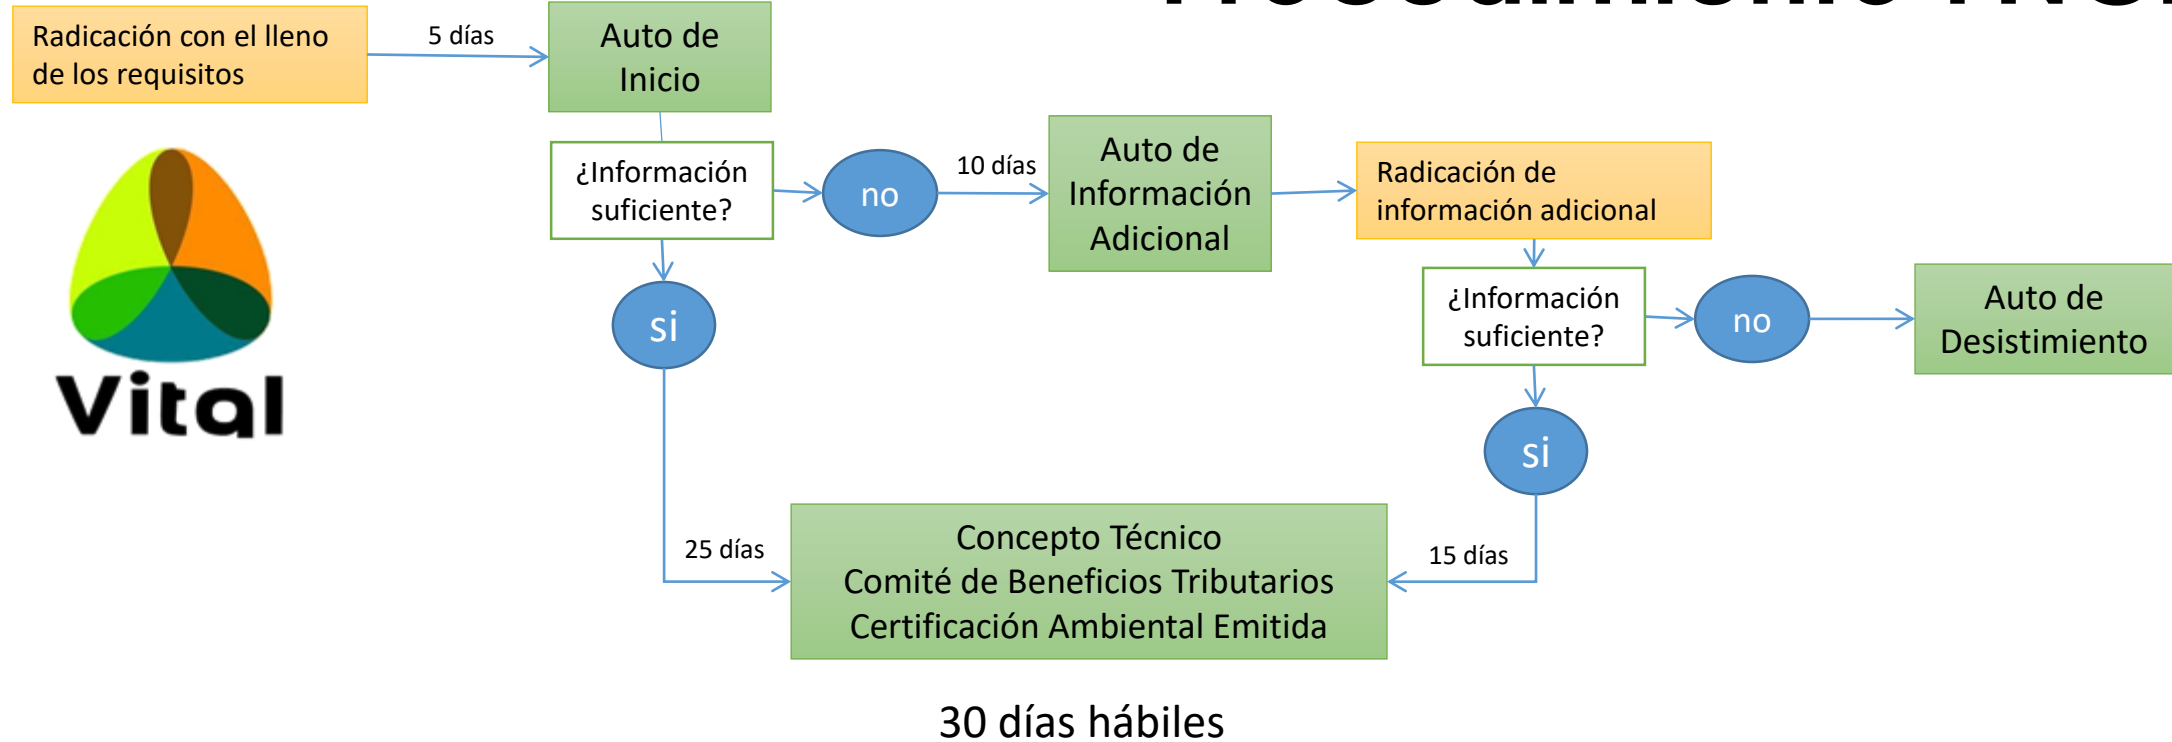 Radicación con el lleno
de los requisitos
5 días
Auto de
Inicio
¿Información
suficiente?
no
10 días
Auto de
Información
Adicional
Radicación de
información adicional
¿Información
suficiente?
no
Auto de
Desistimiento
si
si
25 días
Concepto Técnico
Comité de Beneficios Tributarios
Certificación Ambiental Emitida
15 días
30 días hábiles
Vital